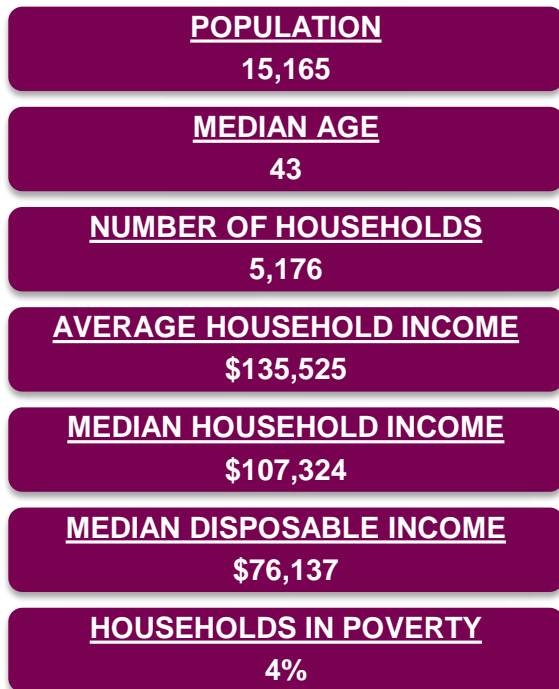 POPULATION
15,165
MEDIAN AGE
43
NUMBER OF HOUSEHOLDS
5,176
AVERAGE HOUSEHOLD INCOME
$135,525
MEDIAN HOUSEHOLD INCOME
$107,324
MEDIAN DISPOSABLE INCOME
$76,137
HOUSEHOLDS IN POVERTY
4%